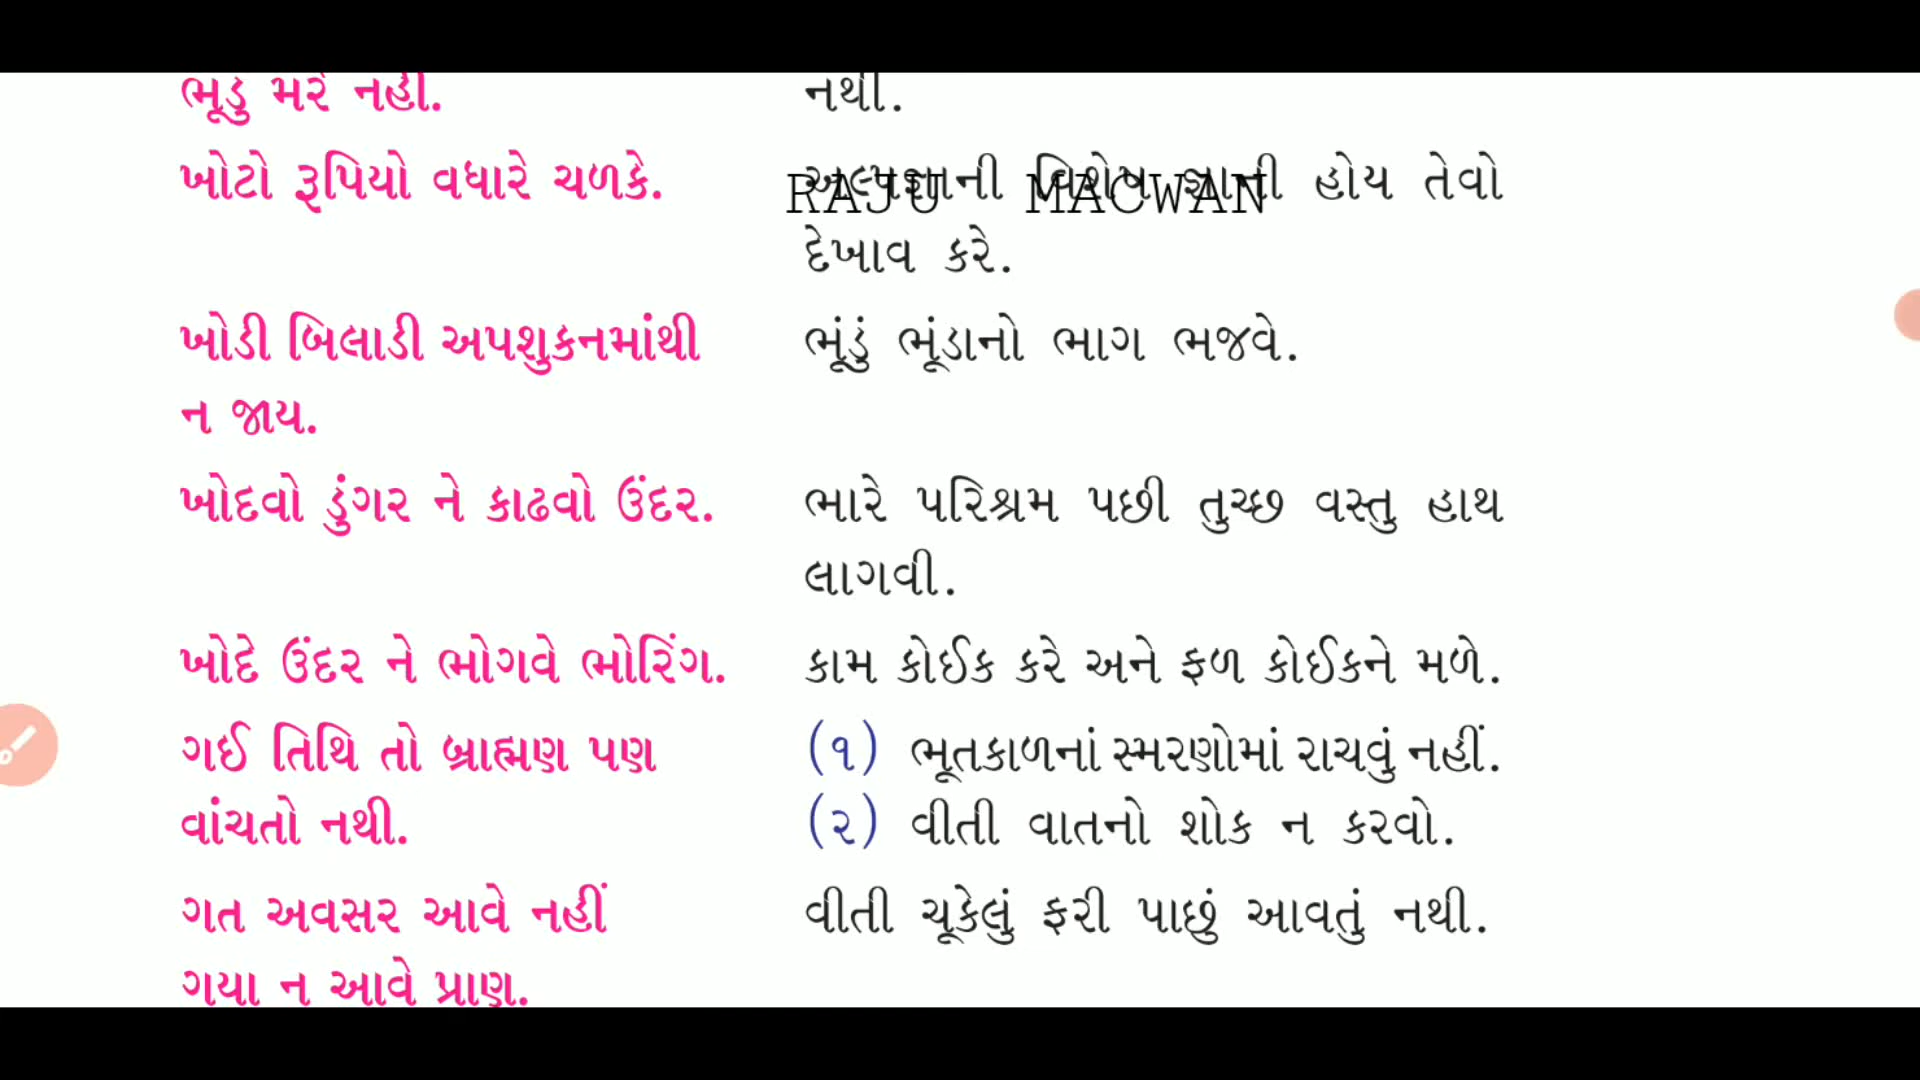 ભૂંડું મરે નહીં.
નથી.
ખોટો રૂપિયો વધારે ચળકે.
અલ્પજ્ઞાની વિશેષ જ્ઞાની હોય તેવો
RAJU MACWAN
દેખાવ કરે.
ખોડી બિલાડી અપશુકનમાંથી
ન જાય.
ભૂંડું ભૂંડાનો ભાગ ભજવે.
ખોદવો ડુંગર ને કાઢવો ઉંદર.
ભારે પરિશ્રમ પછી તુચ્છ વસ્તુ હાથ
લાગવી.
ખોદે ઉંદર ને ભોગવે ભોરિંગ.
કામ કોઈક કરે અને ફળ કોઈકને મળે.
ગઈ તિથિ તો બ્રાહ્મણ પણ
વાંચતો નથી.
(૧) ભૂતકાળનાં સ્મરણોમાં રાચવું નહીં.
(૨) વીતી વાતનો શોક ન કરવો.
ગત અવસર આવે નહીં
ગયા ન આવે પ્રાણ.
વીતી ચૂકેલું ફરી પાછું આવતું નથી.